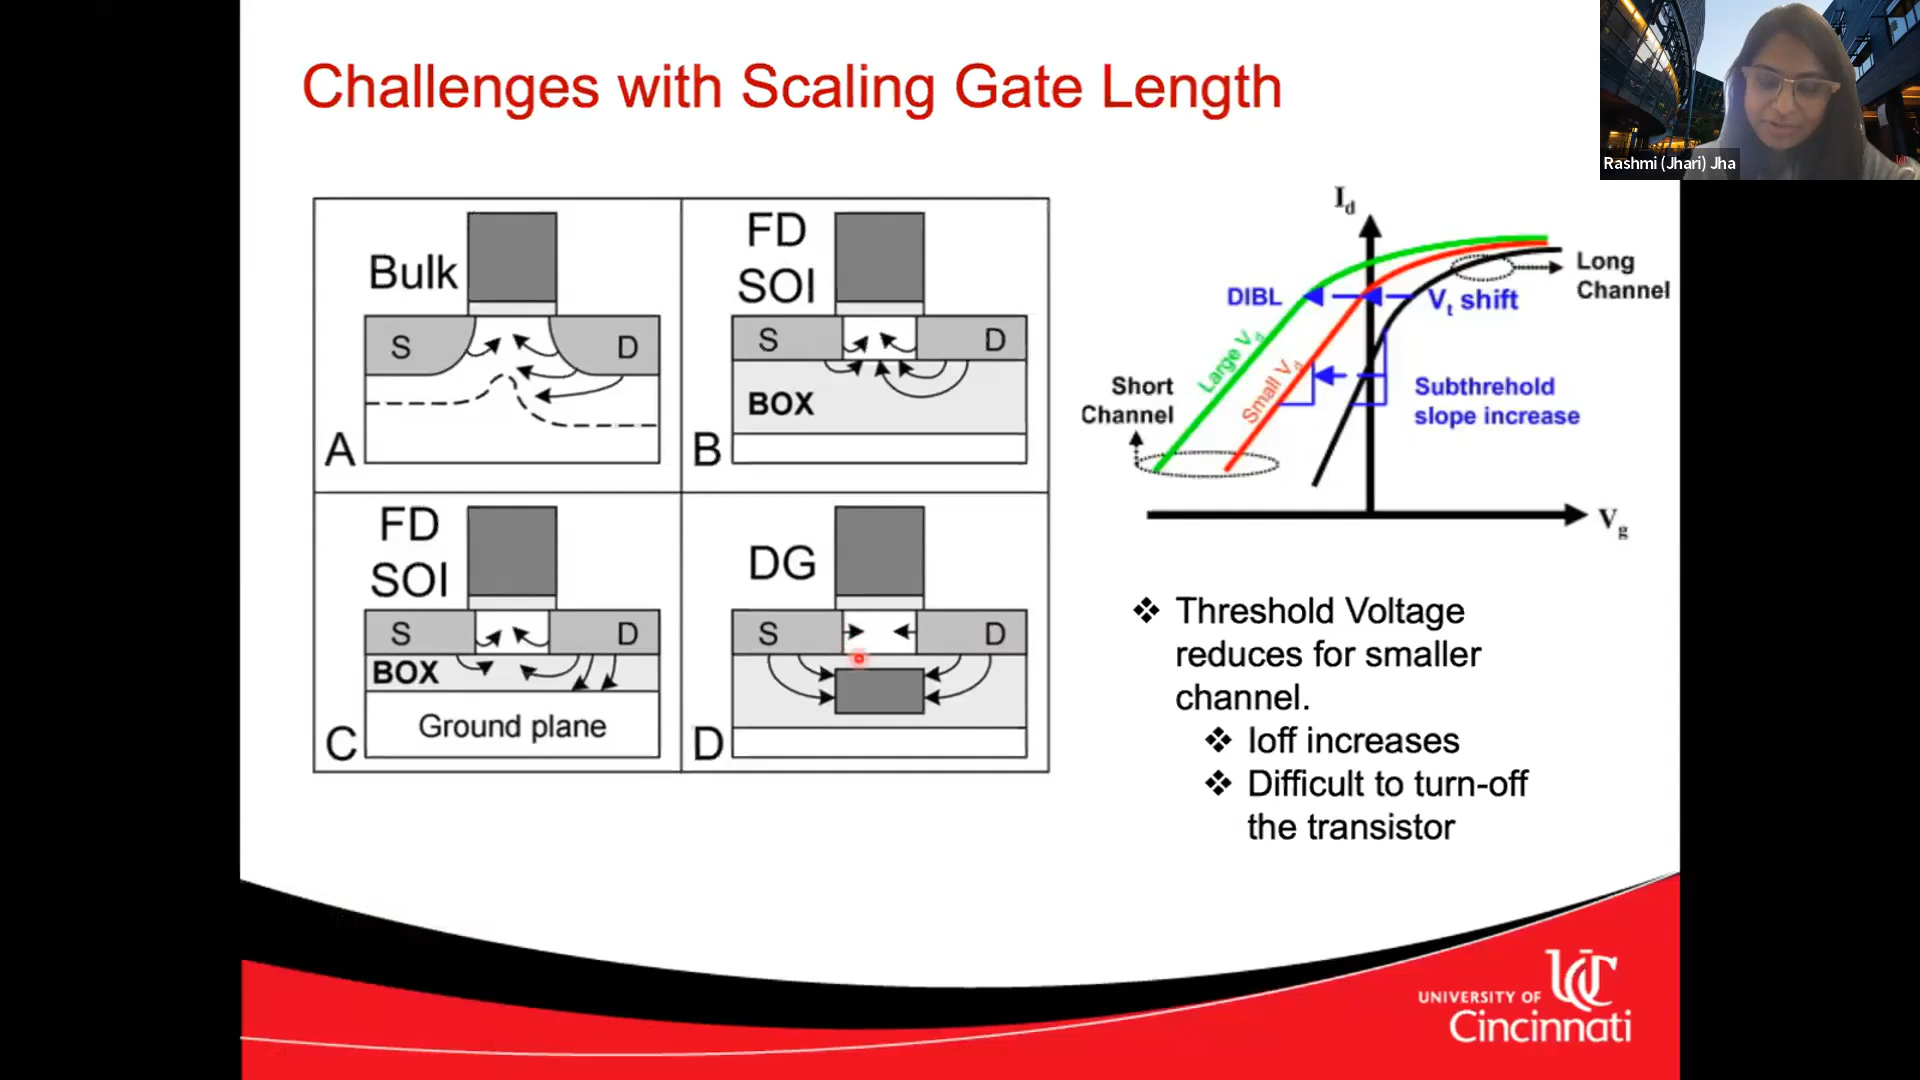 Challenges with Scaling Gate Length
Rashmi (Jhari) Jha
Bulk
S
D
A
FD
SOI
S
D
BOX
B
FD
SOI
S
D
BOX
Ground plane
C
DG
S
D
D
Id
Long
Channel
DIBL
Vt shift
Large Vd
Small Vd
Short
Channel
Subthrehold
slope increase
Vg
❖ Threshold Voltage
reduces for smaller
channel.
❖ Ioff increases
❖ Difficult to turn-off
the transistor
UC
UNIVERSITY OF
Cincinnati